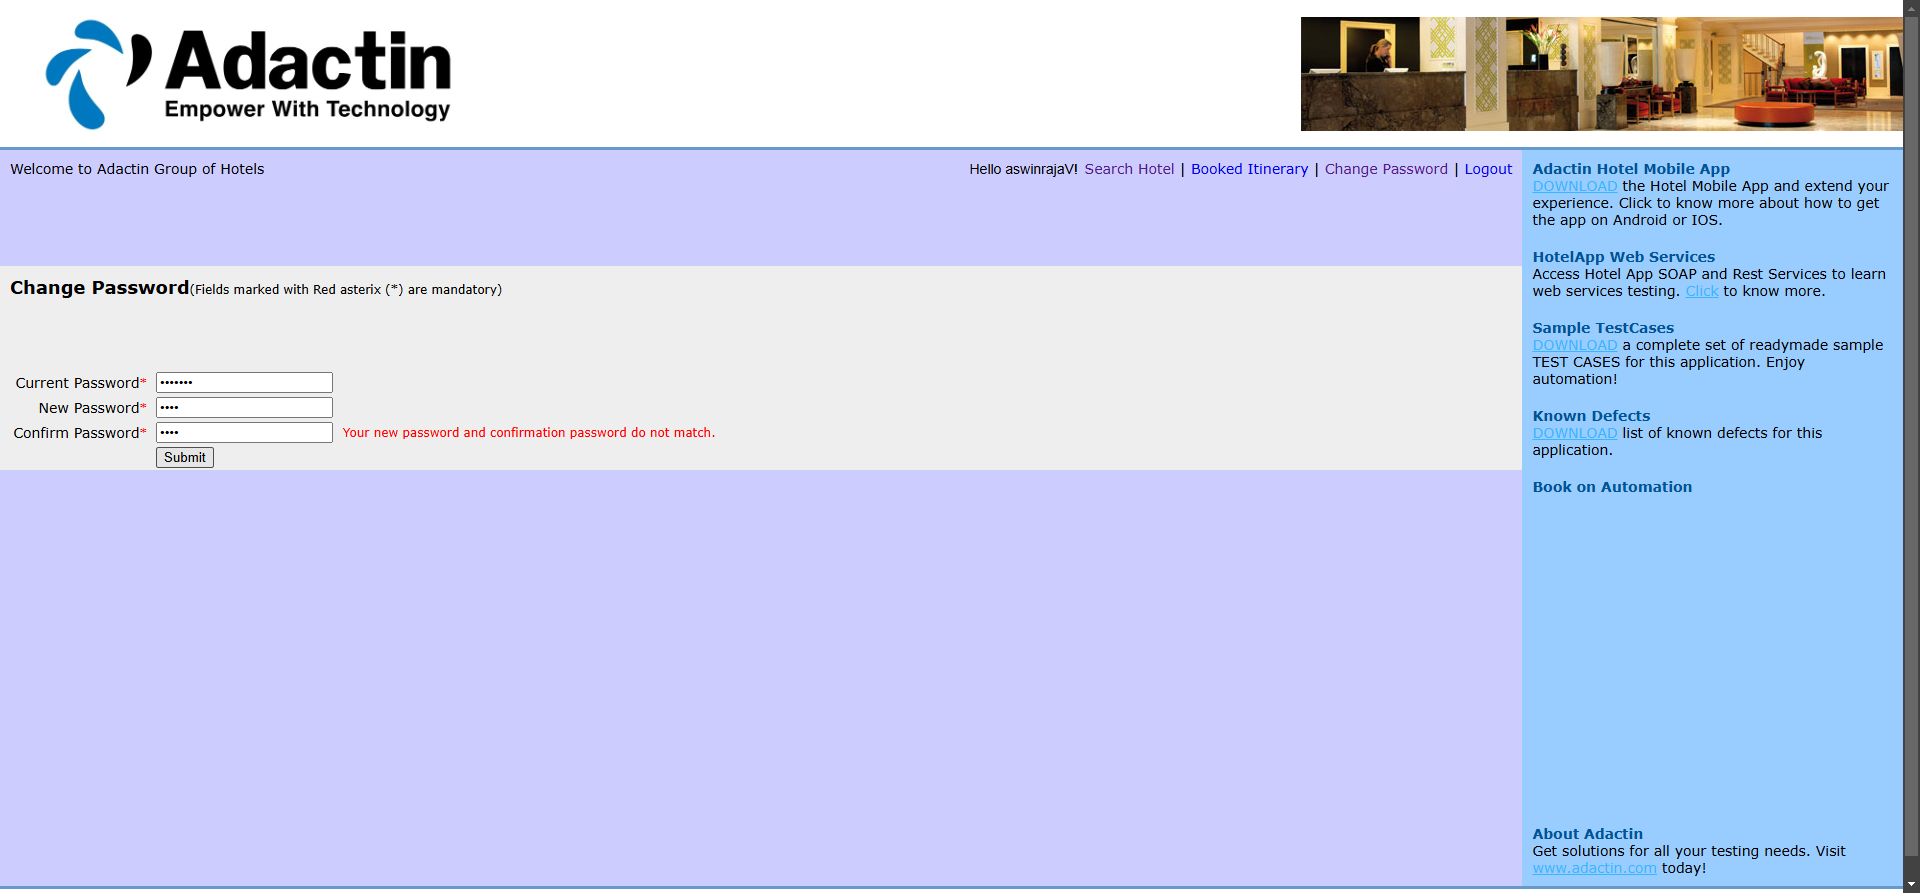 Adactin
Empower With Technology
Welcome to Adactin Group of Hotels
Hello aswinrajaV! Search Hotel | Booked Itinerary | Change Password | Logout
Change Password(Fields marked with Red asterix (*) are mandatory)
Current Password* •••••••
New Password* ••••
Confirm Password* •••• Your new password and confirmation password do not match.
Submit
Adactin Hotel Mobile App
DOWNLOAD the Hotel Mobile App and extend your
experience. Click to know more about how to get
the app on Android or IOS.
HotelApp Web Services
Access Hotel App SOAP and Rest Services to learn
web services testing. Click to know more.
Sample TestCases
DOWNLOAD a complete set of readymade sample
TEST CASES for this application. Enjoy
automation!
Known Defects
DOWNLOAD list of known defects for this
application.
Book on Automation
About Adactin
Get solutions for all your testing needs. Visit
www.adactin.com today!